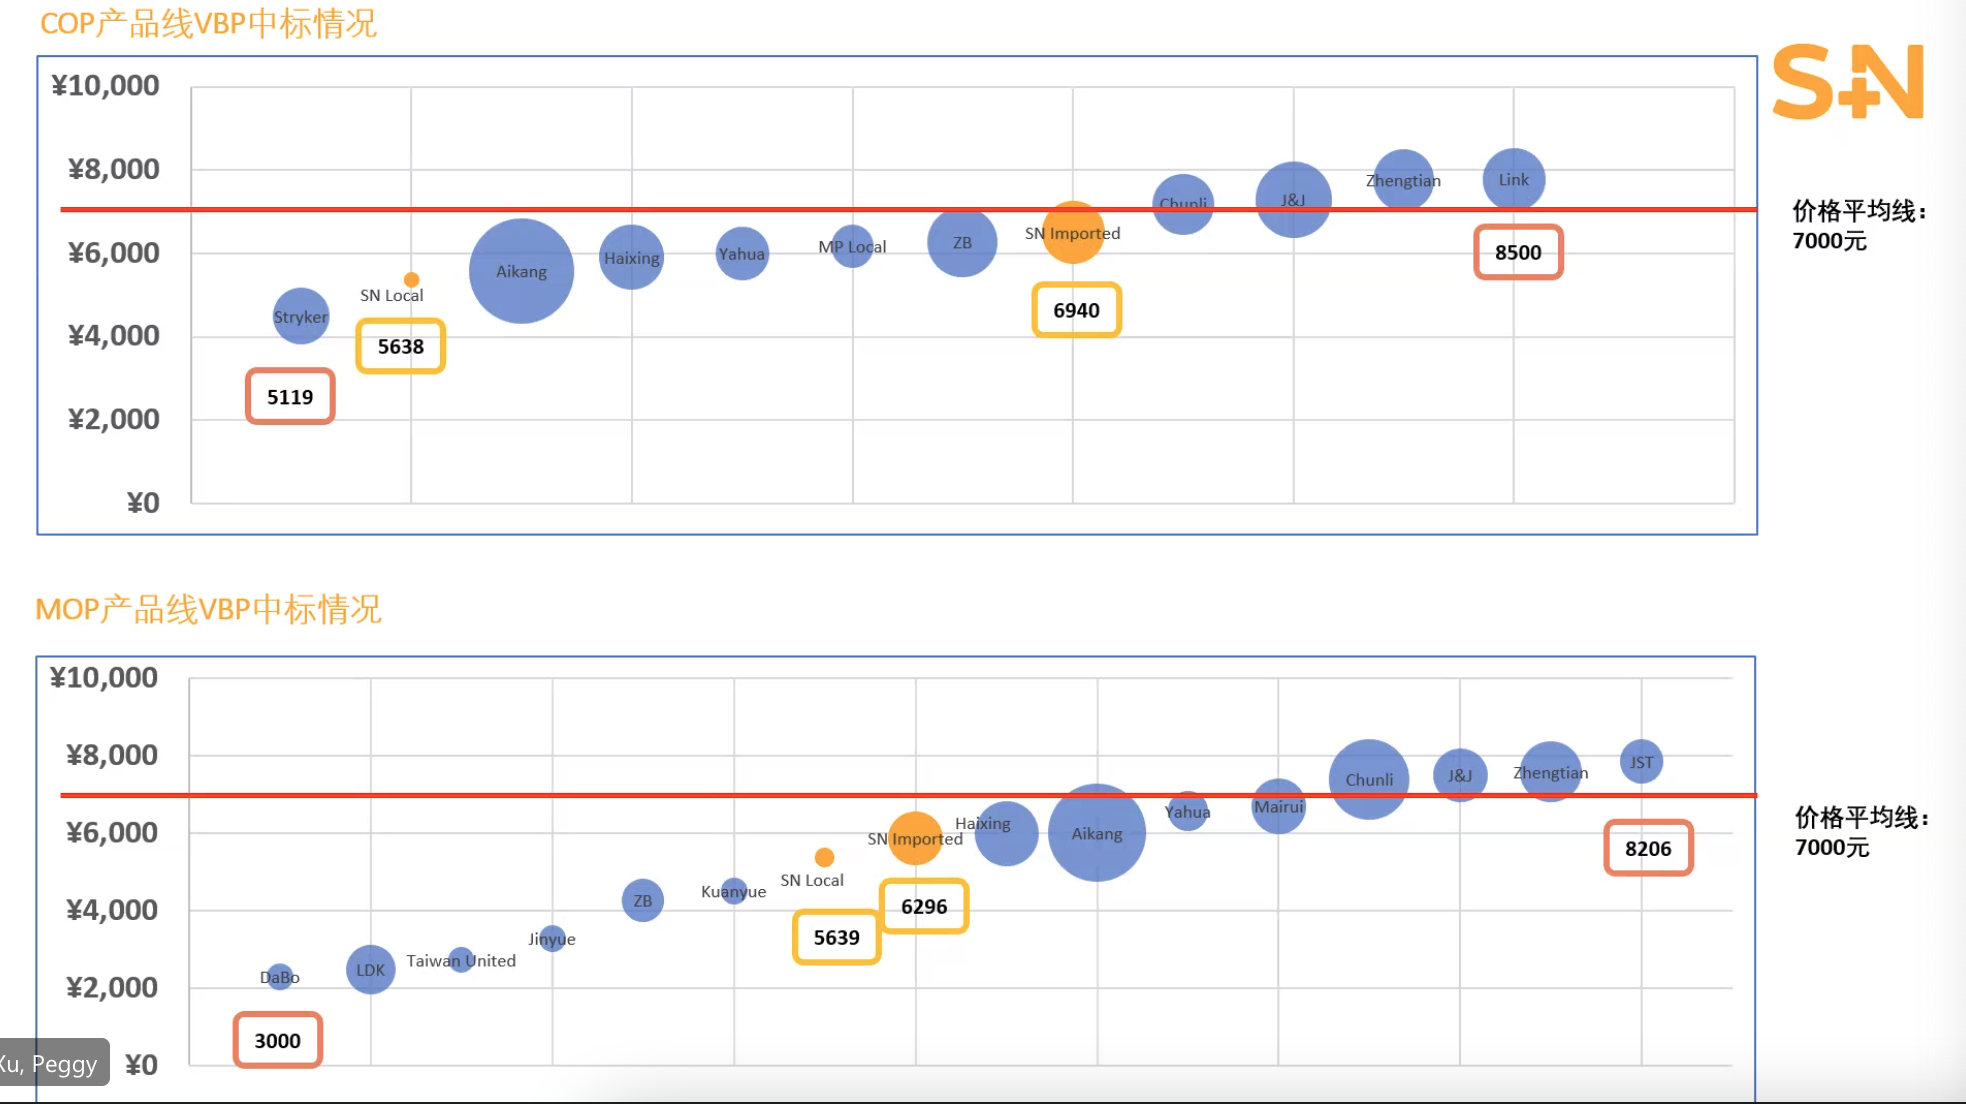 COP产品线VBP中标情况
S+N
¥10,000
¥8,000
¥6,000
¥4,000
¥2,000
¥0
Stryker
SN Local
Aikang
Haixing
Yahua
MP Local
ZB
SN Imported
Chunli
J&J
Zhengtian
Link
5119
5638
6940
8500
价格平均线：
7000元
MOP产品线VBP中标情况
¥10,000
¥8,000
¥6,000
¥4,000
¥2,000
¥0
DaBo
LDK
Taiwan United
Jinyue
ZB
Kuanyue
SN Local
SN Imported
Haixing
Aikang
Yahua
Mairui
Chunli
J&J
Zhengtian
JST
3000
5639
6296
8206
价格平均线：
7000元
Xu, Peggy